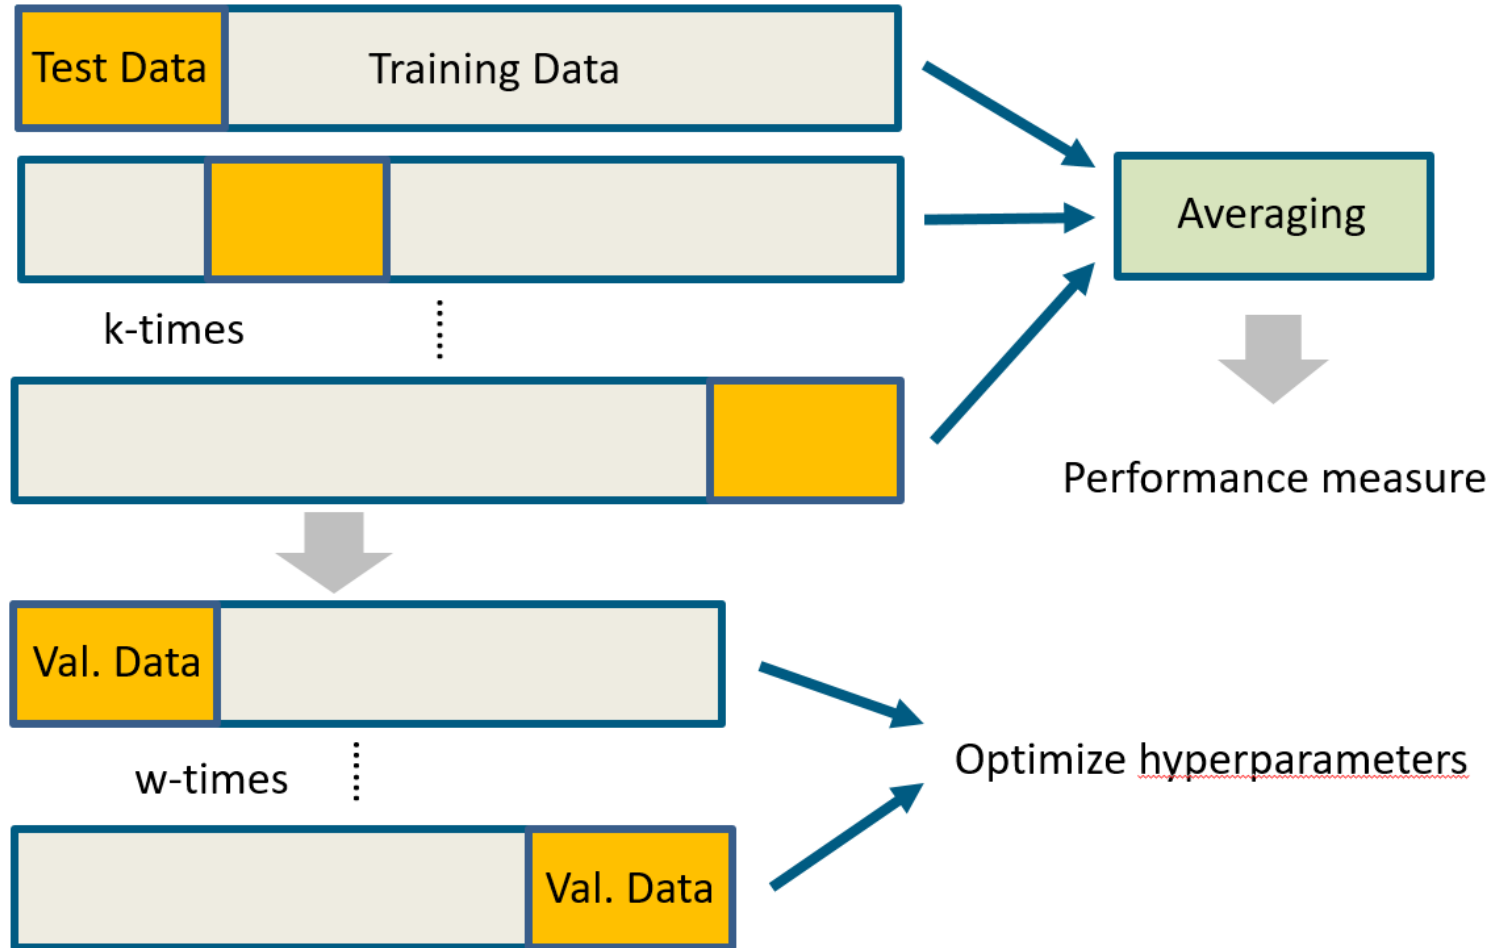 Test Data
Training Data
Averaging
k-times
Performance measure
Val. Data
w-times
Optimize hyperparameters
Val. Data